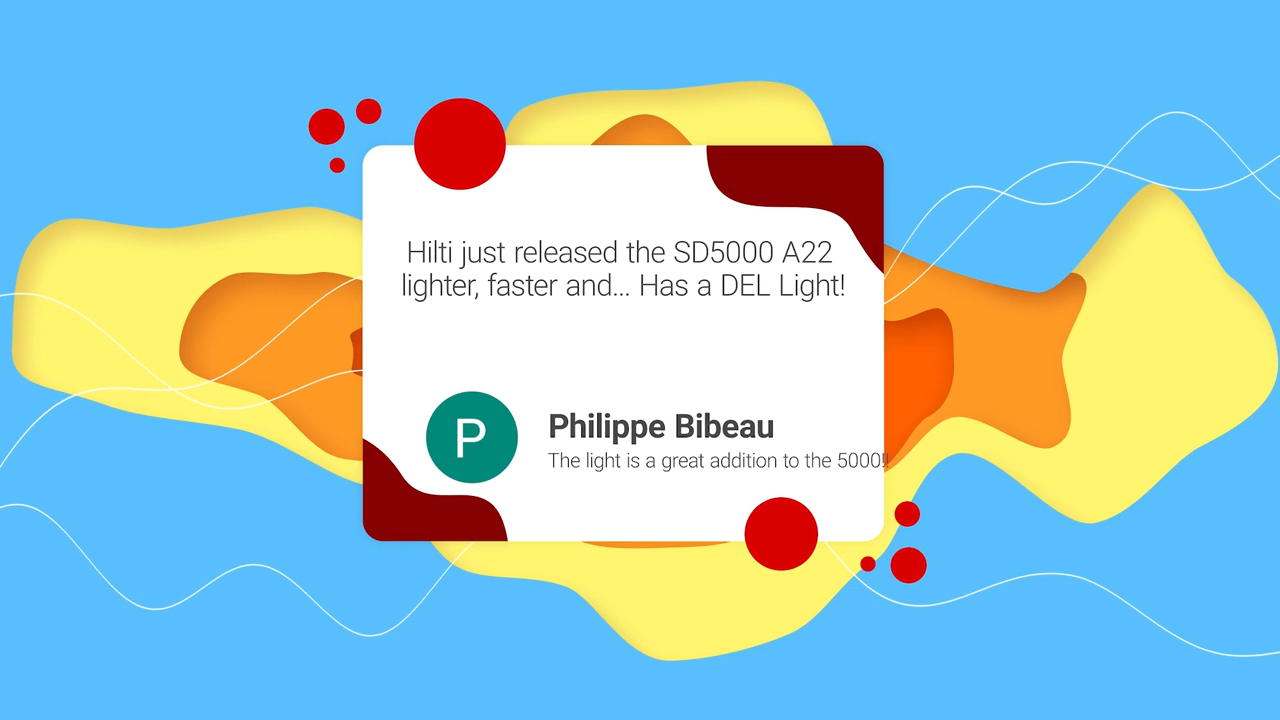 Hilti just released the SD5000 A22
lighter, faster and... Has a DEL Light!
P
Philippe Bibeau
The light is a great addition to the 5000!!